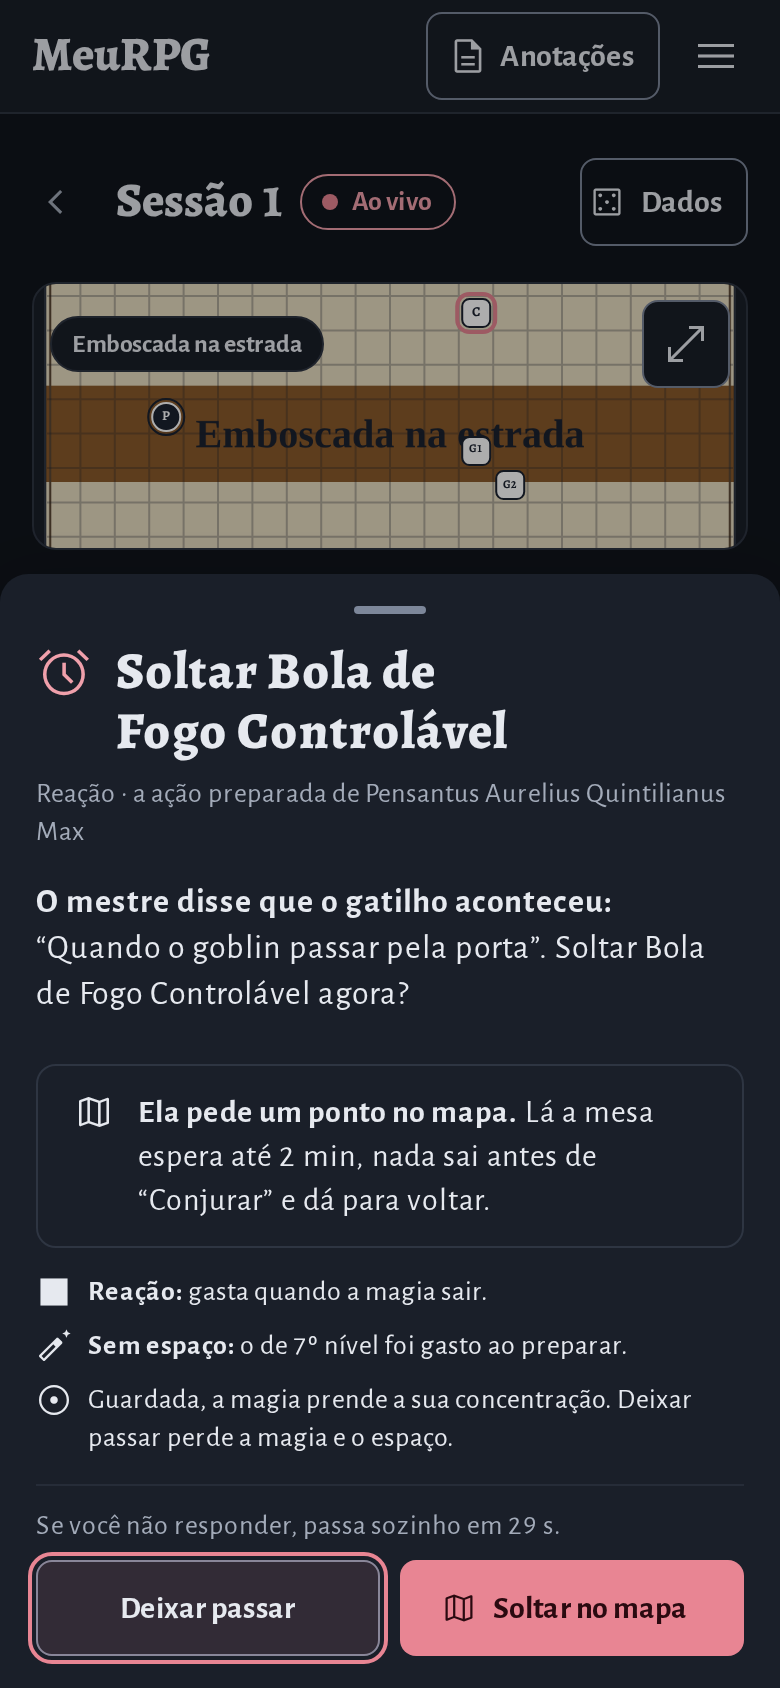 MeuRPG
Anotações
Sessão 1
Ao vivo
Dados
C
Emboscada na estrada
P
Emboscada na estrada
G1
G2
Soltar Bola de
Fogo Controlável
Reação · a ação preparada de Pensantus Aurelius Quintilianus
Max
O mestre disse que o gatilho aconteceu:
“Quando o goblin passar pela porta”. Soltar Bola
de Fogo Controlável agora?
Ela pede um ponto no mapa. Lá a mesa
espera até 2 min, nada sai antes de
“Conjurar” e dá para voltar.
Reação: gasta quando a magia sair.
Sem espaço: o de 7º nível foi gasto ao preparar.
Guardada, a magia prende a sua concentração. Deixar
passar perde a magia e o espaço.
Se você não responder, passa sozinho em 29 s.
Deixar passar
Soltar no mapa